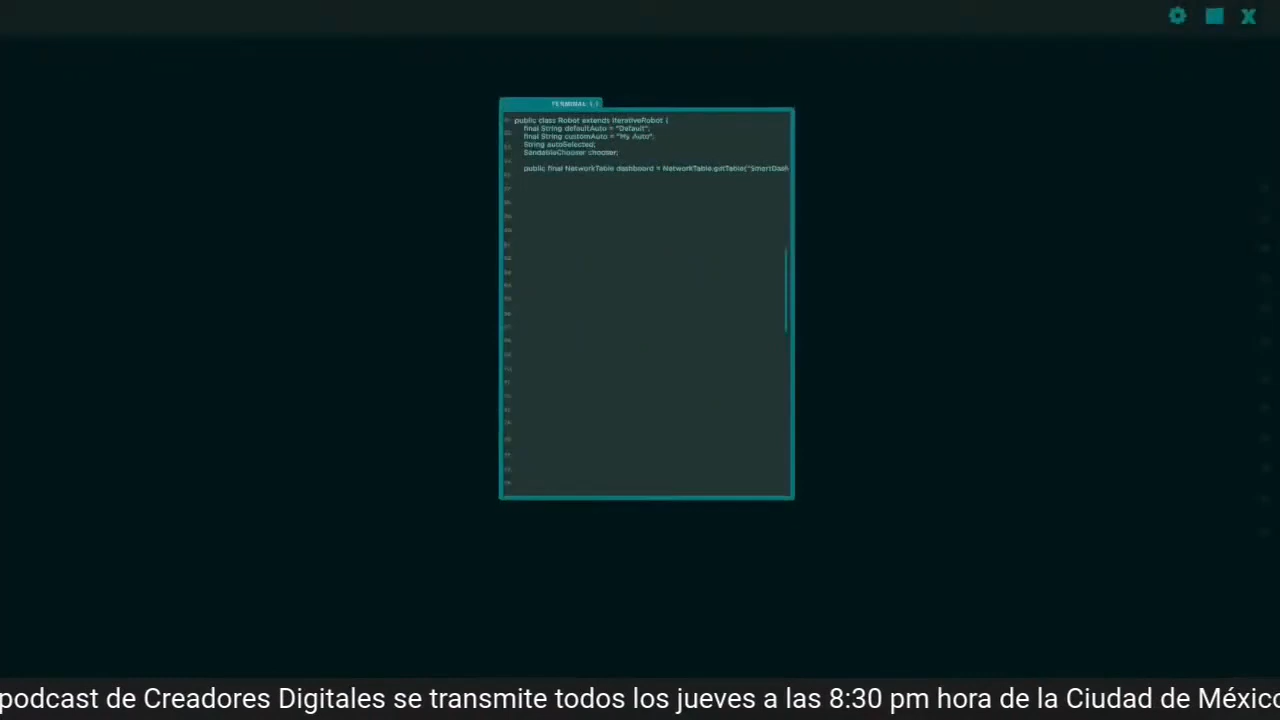 TERMINAL (.)
public class Robot extends IterativeRobot {
final String defaultAuto = "Default";
final String customAuto = "My Auto";
String autoSelected;
SendableChooser chooser;
public final NetworkTable dashboard = NetworkTable.getTable("SmartDash
podcast de Creadores Digitales se transmite todos los jueves a las 8:30 pm hora de la Ciudad de México